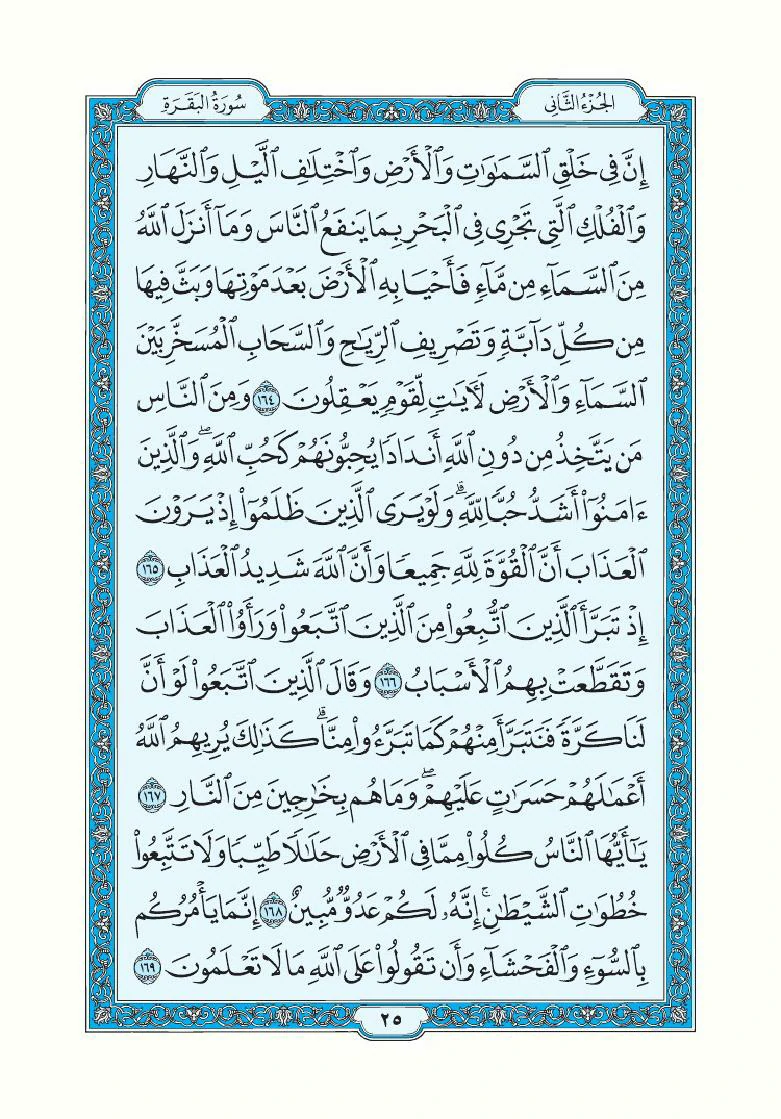 الجُزْءُ الثَّانِي
سُورَةُ البَقَرَةِ
إِنَّ فِي خَلْقِ ٱلسَّمَٰوَٰتِ وَٱلْأَرْضِ وَٱخْتِلَٰفِ ٱلَّيْلِ وَٱلنَّهَارِ
وَٱلْفُلْكِ ٱلَّتِي تَجْرِي فِي ٱلْبَحْرِ بِمَا يَنفَعُ ٱلنَّاسَ وَمَآ أَنزَلَ ٱللَّهُ
مِنَ ٱلسَّمَآءِ مِن مَّآءٍ فَأَحْيَا بِهِ ٱلْأَرْضَ بَعْدَ مَوْتِهَا وَبَثَّ فِيهَا
مِن كُلِّ دَآبَّةٍ وَتَصْرِيفِ ٱلرِّيَٰحِ وَٱلسَّحَابِ ٱلْمُسَخَّرِ بَيْنَ
ٱلسَّمَآءِ وَٱلْأَرْضِ لَأٓيَٰتٍ لِّقَوْمٍ يَعْقِلُونَ ١٦٤ وَمِنَ ٱلنَّاسِ
مَن يَتَّخِذُ مِن دُونِ ٱللَّهِ أَندَادًا يُحِبُّونَهُمْ كَحُبِّ ٱللَّهِۖ وَٱلَّذِينَ
ءَامَنُوٓا۟ أَشَدُّ حُبًّا لِّلَّهِۗ وَلَوْ يَرَى ٱلَّذِينَ ظَلَمُوٓا۟ إِذْ يَرَوْنَ
ٱلْعَذَابَ أَنَّ ٱلْقُوَّةَ لِلَّهِ جَمِيعًا وَأَنَّ ٱللَّهَ شَدِيدُ ٱلْعَذَابِ ١٦٥
إِذْ تَبَرَّأَ ٱلَّذِينَ ٱتُّبِعُوا۟ مِنَ ٱلَّذِينَ ٱتَّبَعُوا۟ وَرَأَوُا۟ ٱلْعَذَابَ
وَتَقَطَّعَتْ بِهِمُ ٱلْأَسْبَابُ ١٦٦ وَقَالَ ٱلَّذِينَ ٱتَّبَعُوا۟ لَوْ أَنَّ
لَنَا كَرَّةً فَنَتَبَرَّأَ مِنْهُمْ كَمَا تَبَرَّءُوا۟ مِنَّاۗ كَذَٰلِكَ يُرِيهِمُ ٱللَّهُ
أَعْمَٰلَهُمْ حَسَرَٰتٍ عَلَيْهِمْۖ وَمَا هُم بِخَٰرِجِينَ مِنَ ٱلنَّارِ ١٦٧
يَٰٓأَيُّهَا ٱلنَّاسُ كُلُوا۟ مِمَّا فِي ٱلْأَرْضِ حَلَٰلًا طَيِّبًا وَلَا تَتَّبِعُوا۟
خُطُوَٰتِ ٱلشَّيْطَٰنِۚ إِنَّهُۥ لَكُمْ عَدُوٌّ مُّبِينٌ ١٦٨ إِنَّمَا يَأْمُرُكُم
بِٱلسُّوٓءِ وَٱلْفَحْشَآءِ وَأَن تَقُولُوا۟ عَلَى ٱللَّهِ مَا لَا تَعْلَمُونَ ١٦٩
٢٥